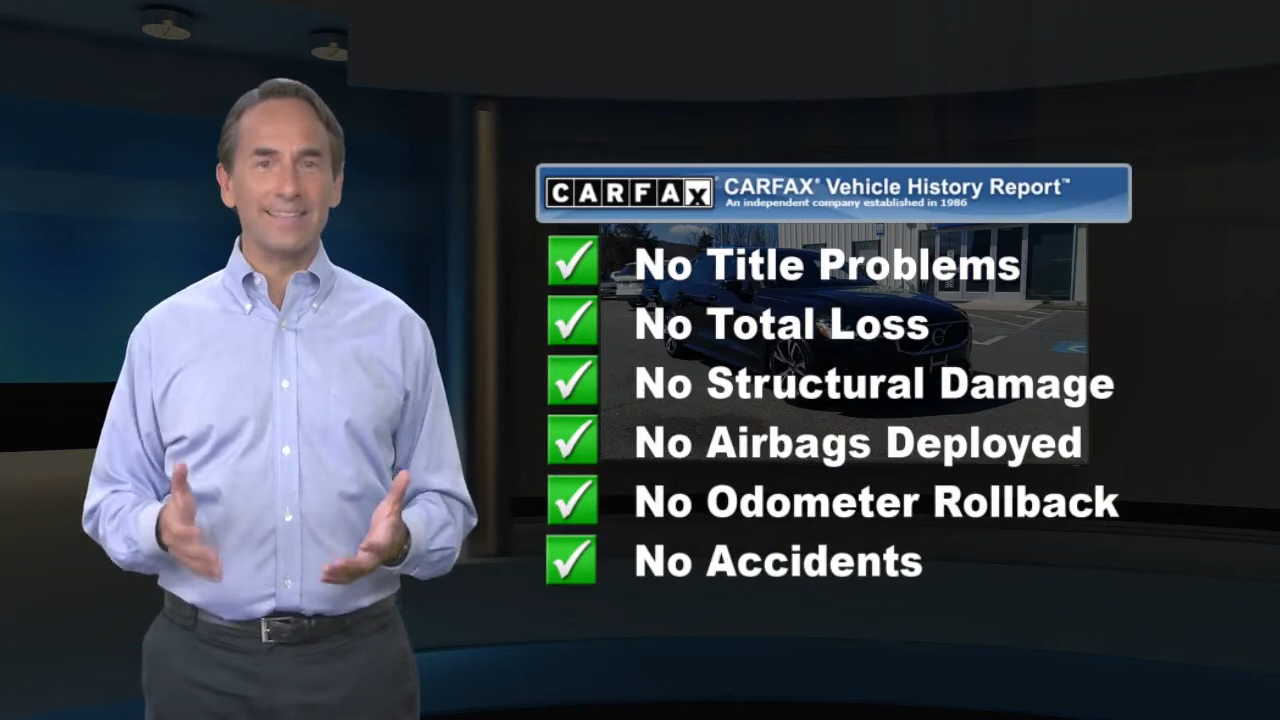 CARFAX
CARFAX® Vehicle History Report™
An independent company established in 1986
No Title Problems
No Total Loss
No Structural Damage
No Airbags Deployed
No Odometer Rollback
No Accidents